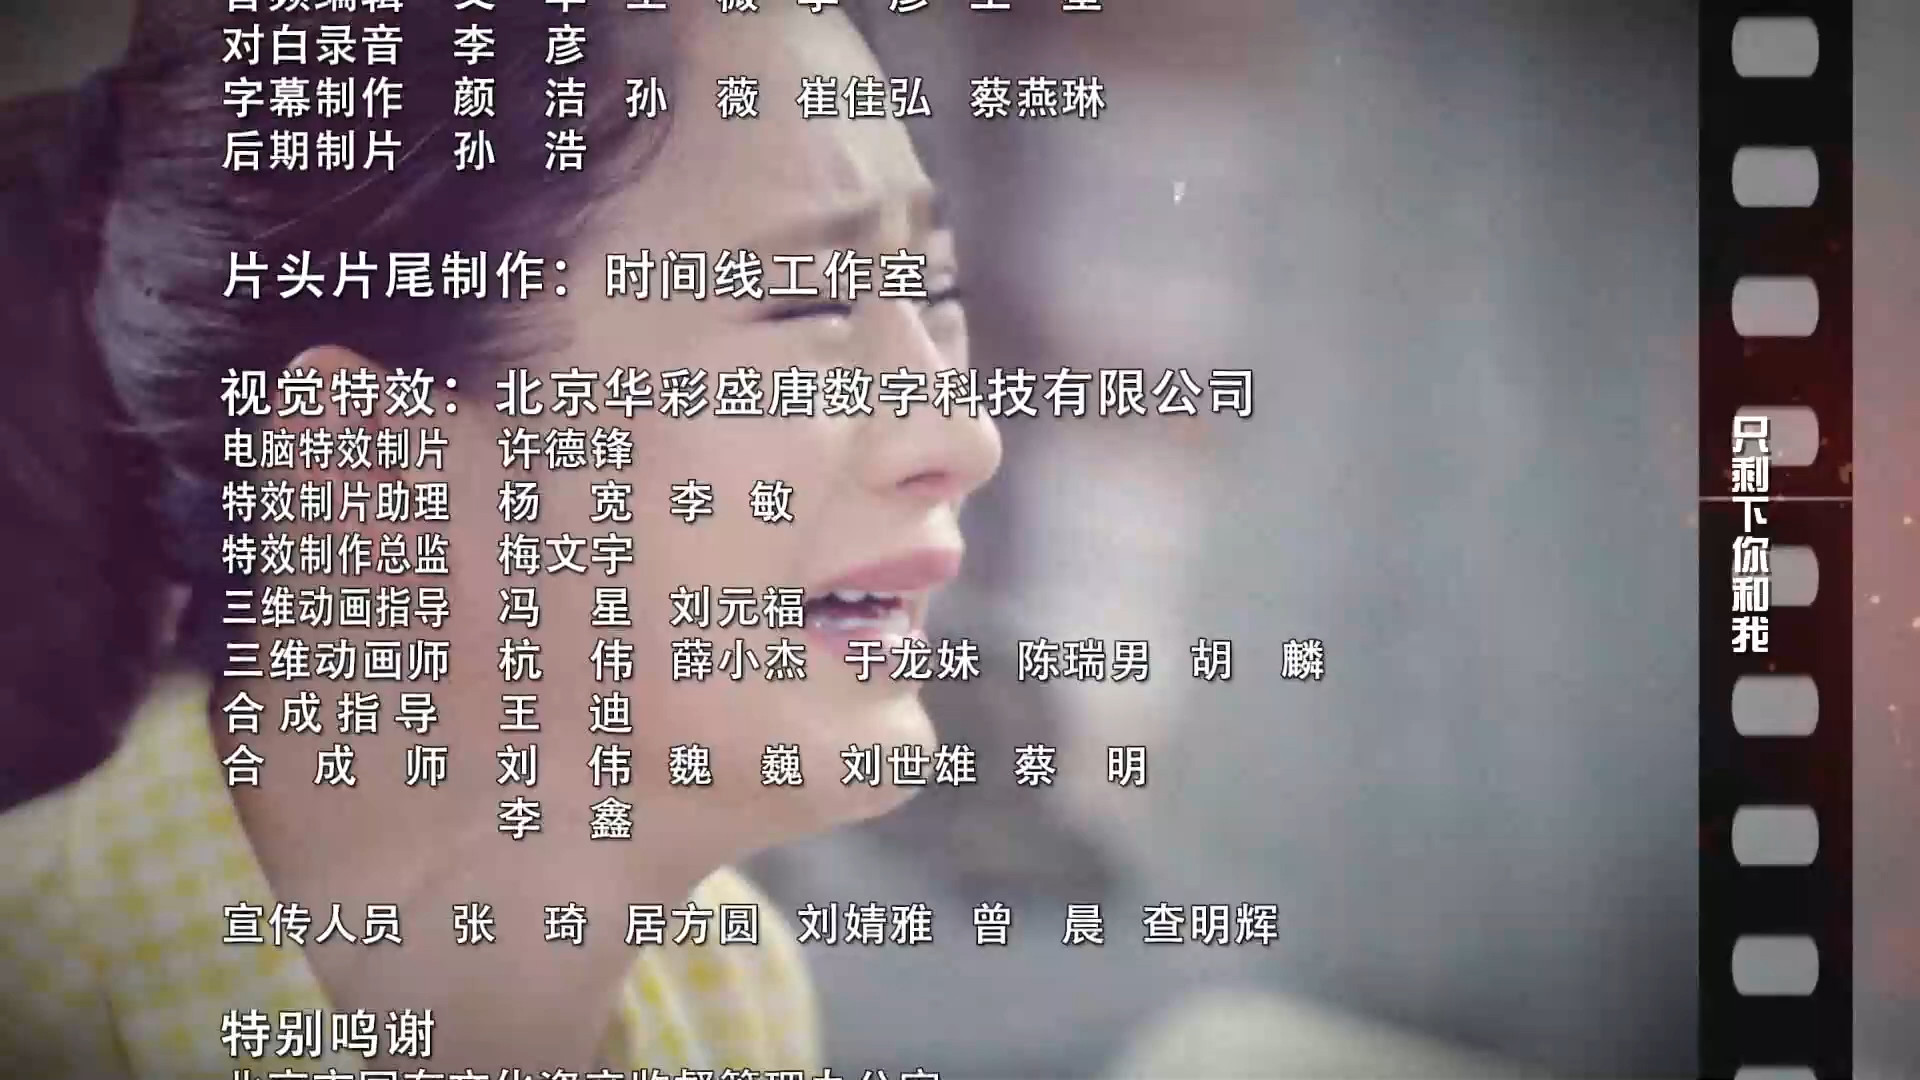 对白录音 李彦
字幕制作 颜洁 孙薇 崔佳弘 蔡燕琳
后期制片 孙浩
片头片尾制作：时间线工作室
视觉特效：北京华彩盛唐数字科技有限公司
电脑特效制片 许德锋
特效制片助理 杨宽 李敏
特效制作总监 梅文宇
三维动画指导 冯星 刘元福
三维动画师 杭伟 薛小杰 于龙妹 陈瑞男 胡麟
合成指导 王迪
合成师 刘伟 魏巍 刘世雄 蔡明
李鑫
宣传人员 张琦 居方圆 刘婧雅 曾晨 查明辉
特别鸣谢
只剩下你和我